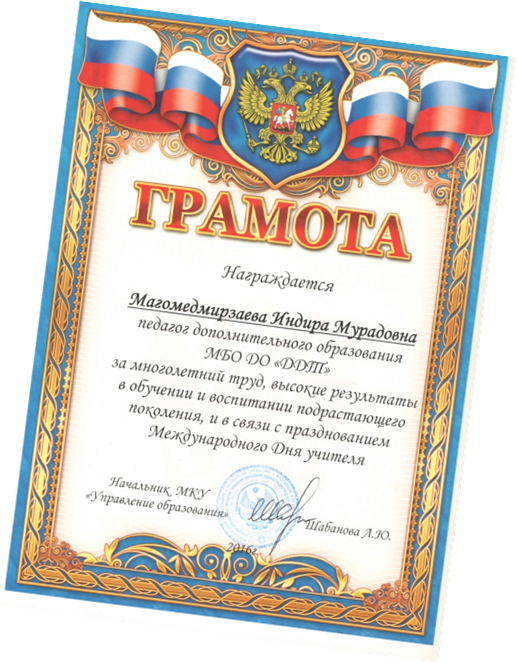 ГРАМОТА
Награждается
Магомедмирзаева Индира Мурадовна
педагог дополнительного образования
МБО ДО «ДДТ»
за многолетний труд, высокие результаты
в обучении и воспитании подрастающего
поколения, и в связи с празднованием
Международного Дня учителя
Начальник МКУ
«Управление образования»
Шабанова Л.Ю.
2016г.